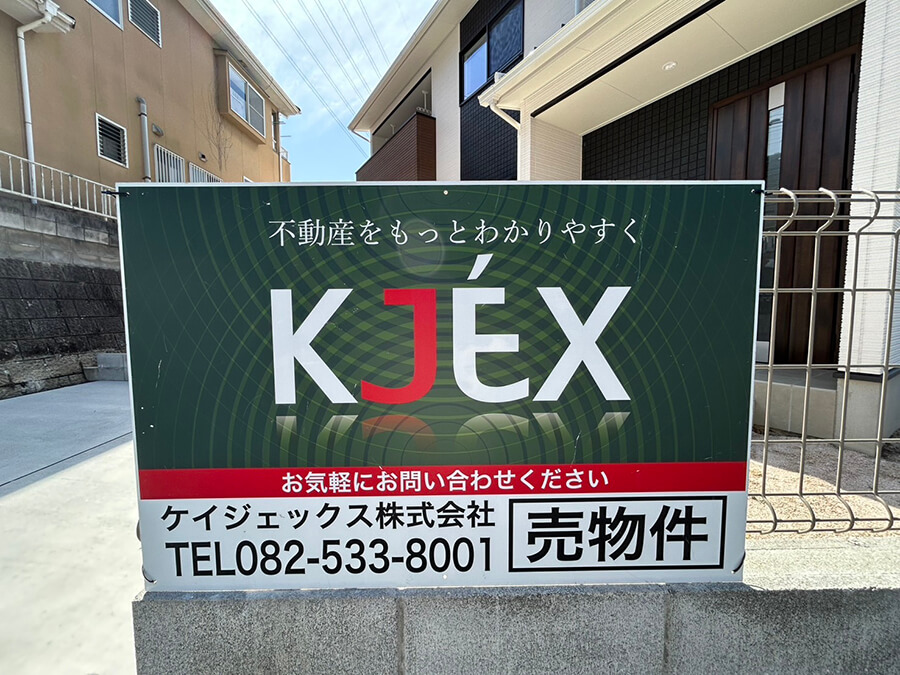 不動産をもっとわかりやすく
KJÉX
お気軽にお問い合わせください
ケイジェックス株式会社
TEL082-533-8001
売物件